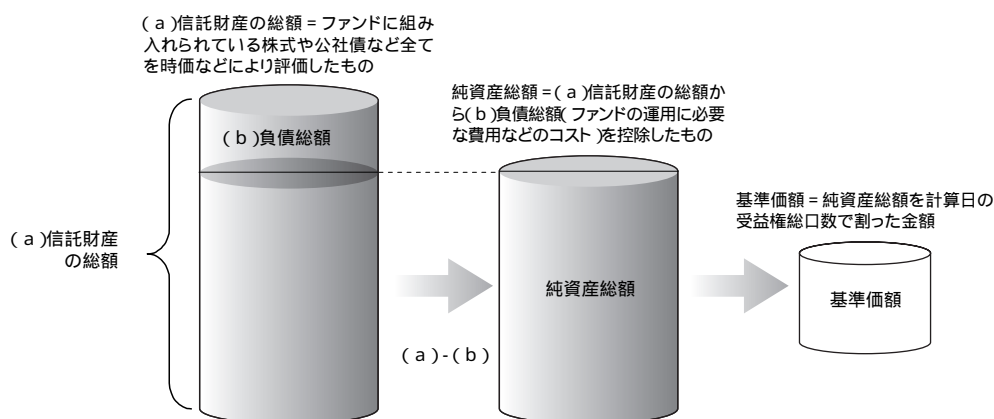 (a)信託財産の総額=ファンドに組み
入れられている株式や公社債など全て
を時価などにより評価したもの
純資産総額=(a)信託財産の総額か
ら(b)負債総額(ファンドの運用に必要
な費用などのコスト)を控除したもの
(b)負債総額
基準価額=純資産総額を計算日の
受益権総口数で割った金額
(a)信託財産
の総額
純資産総額
基準価額
(a)-(b)